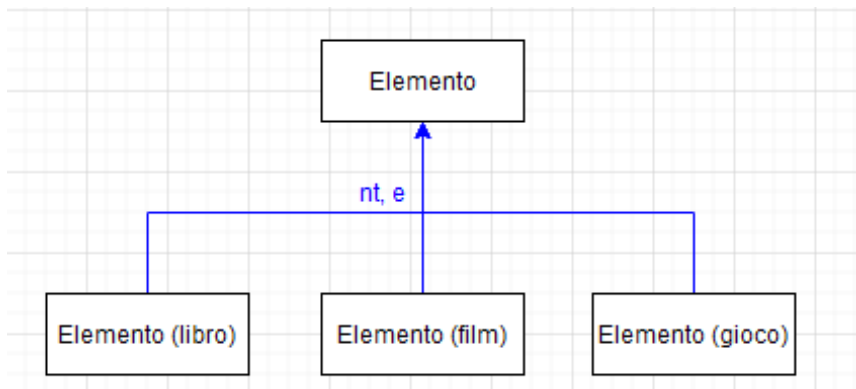 Elemento
nt, e
Elemento (libro)
Elemento (film)
Elemento (gioco)